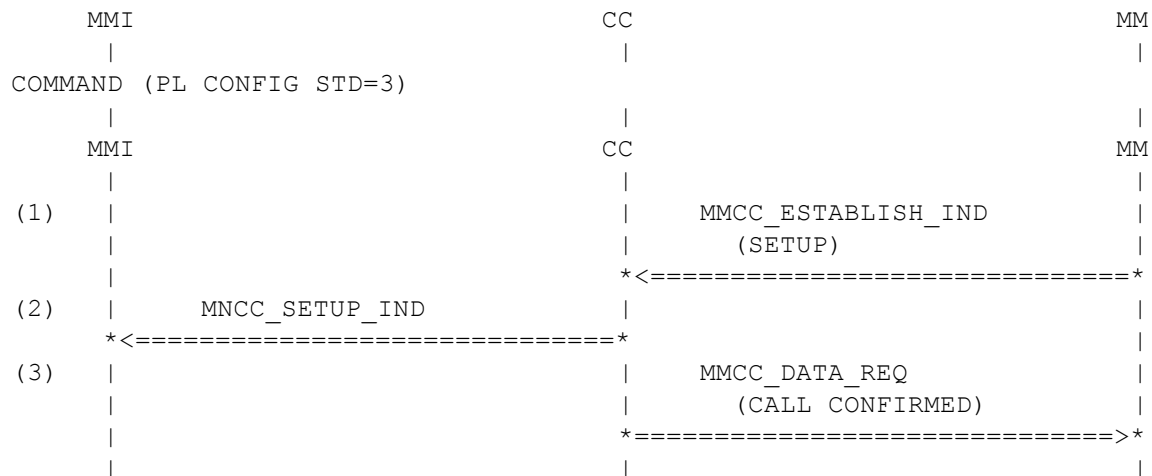 MMI CC MM
COMMAND (PL CONFIG STD=3)
MMI CC MM
(1) MMCC_ESTABLISH_IND
(SETUP)
(2) MNCC_SETUP_IND
(3) MMCC_DATA_REQ
(CALL CONFIRMED)